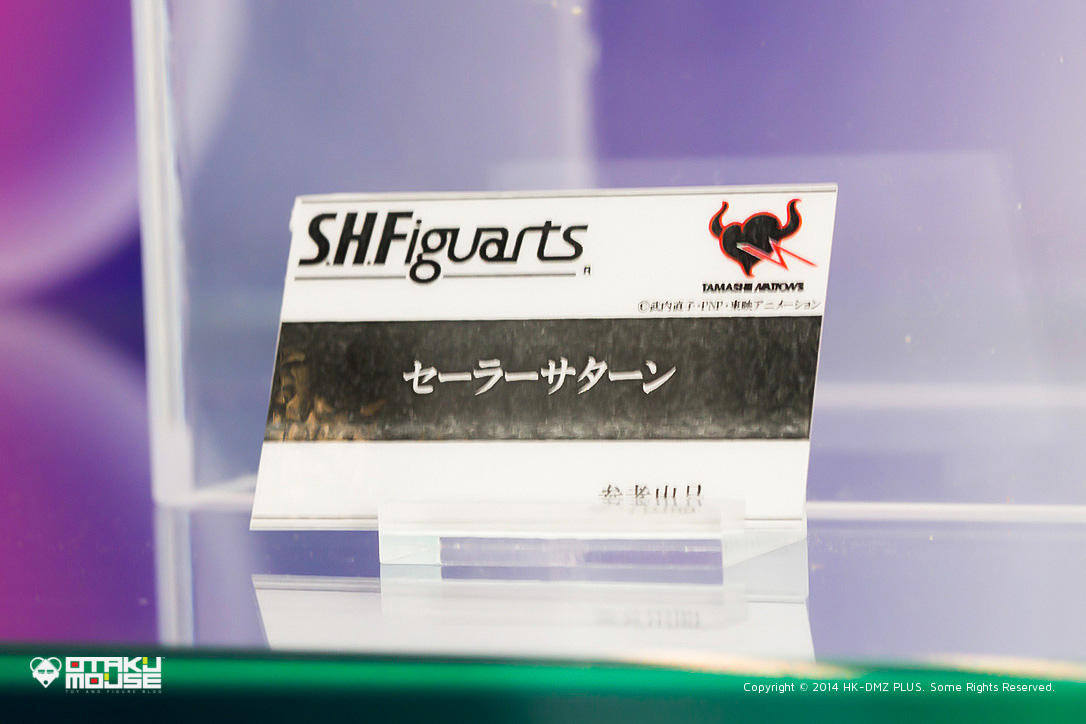 S.H.Figuarts
TAMASHII NATIONS
©武内直子・PNP・東映アニメーション
セーラーサターン
OTAKU
MOUSE
TOY AND FIGURE BLOG
Copyright © 2014 HK-DMZ PLUS. Some Rights Reserved.